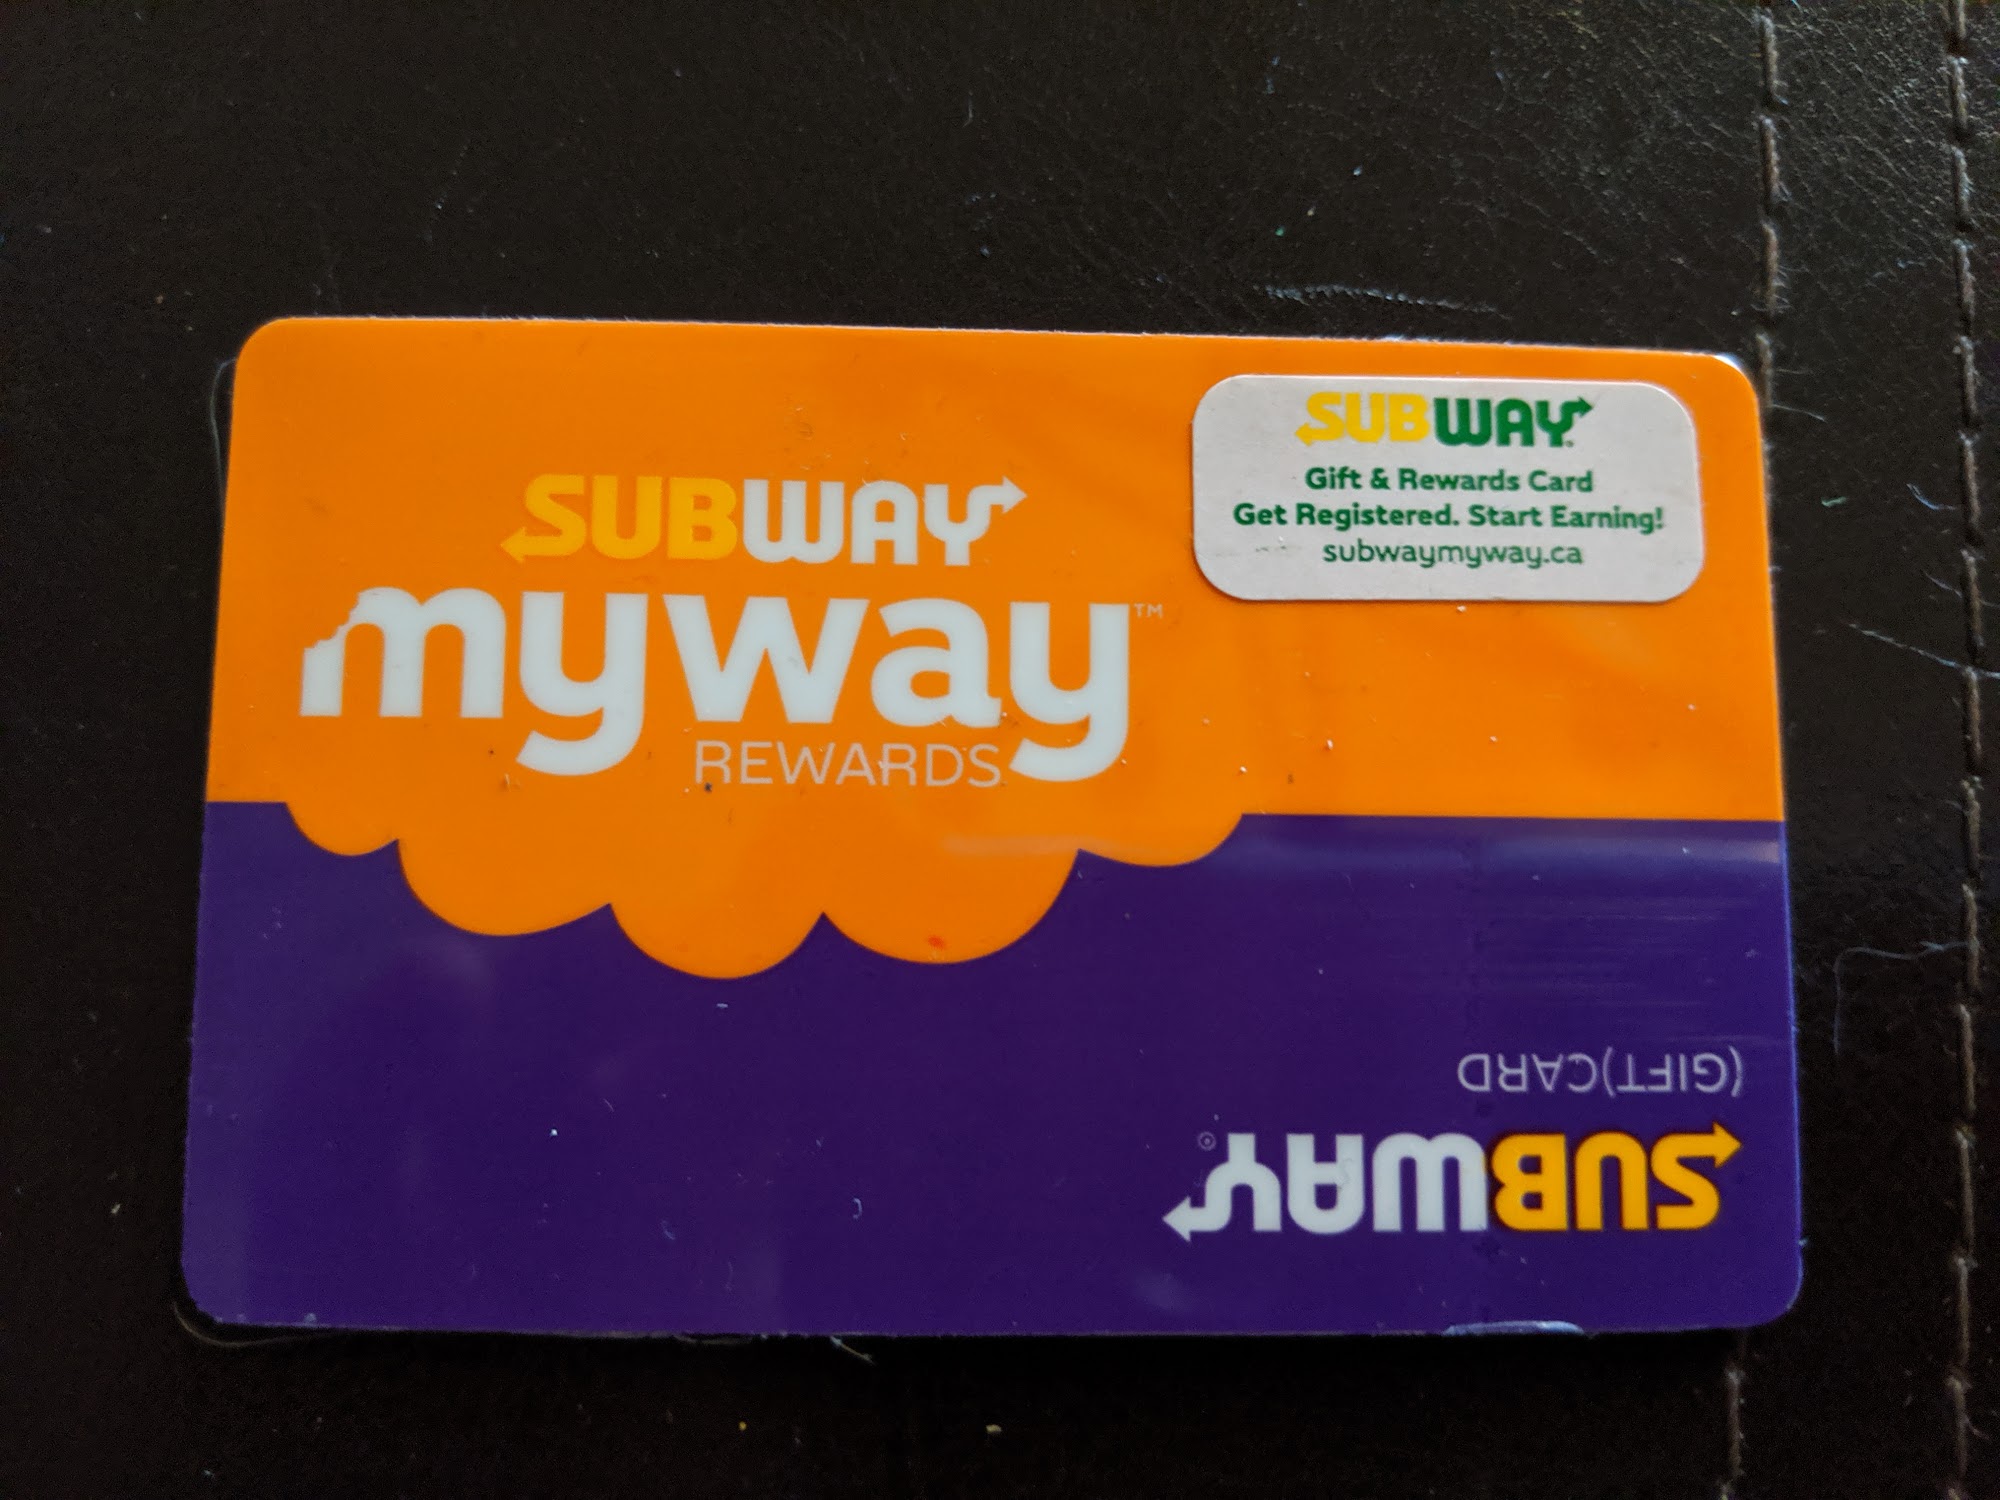 SUBWAY
myway™
REWARDS
SUBWAY®
Gift & Rewards Card
Get Registered. Start Earning!
subwaymyway.ca
SUBWAY®
(GIFT)CARD